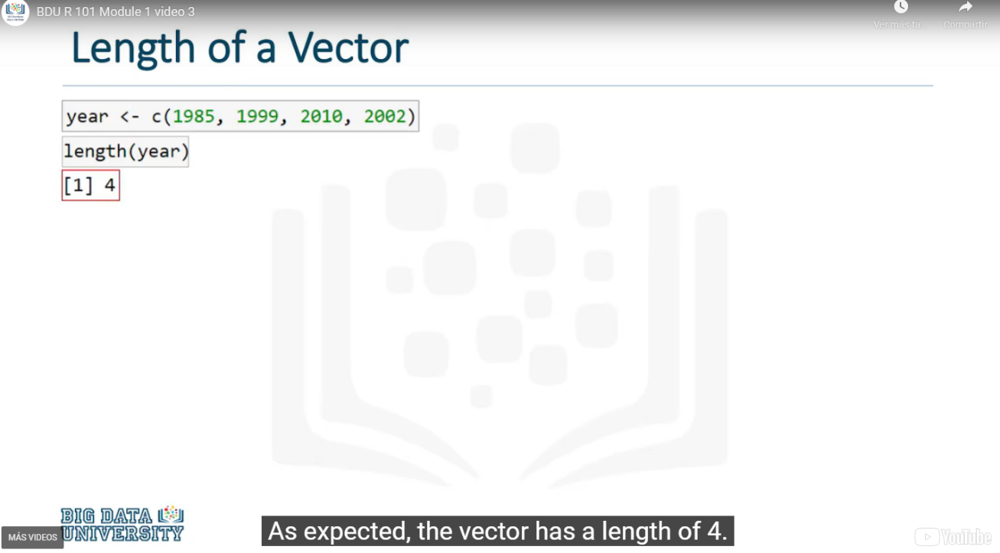 BDU R 101 Module 1 video 3
Ver más ta...
Compartir
Length of a Vector
year <- c(1985, 1999, 2010, 2002)
length(year)
[1] 4
BIG DATA
UNIVERSITY
MÁS VIDEOS
As expected, the vector has a length of 4.
YouTube